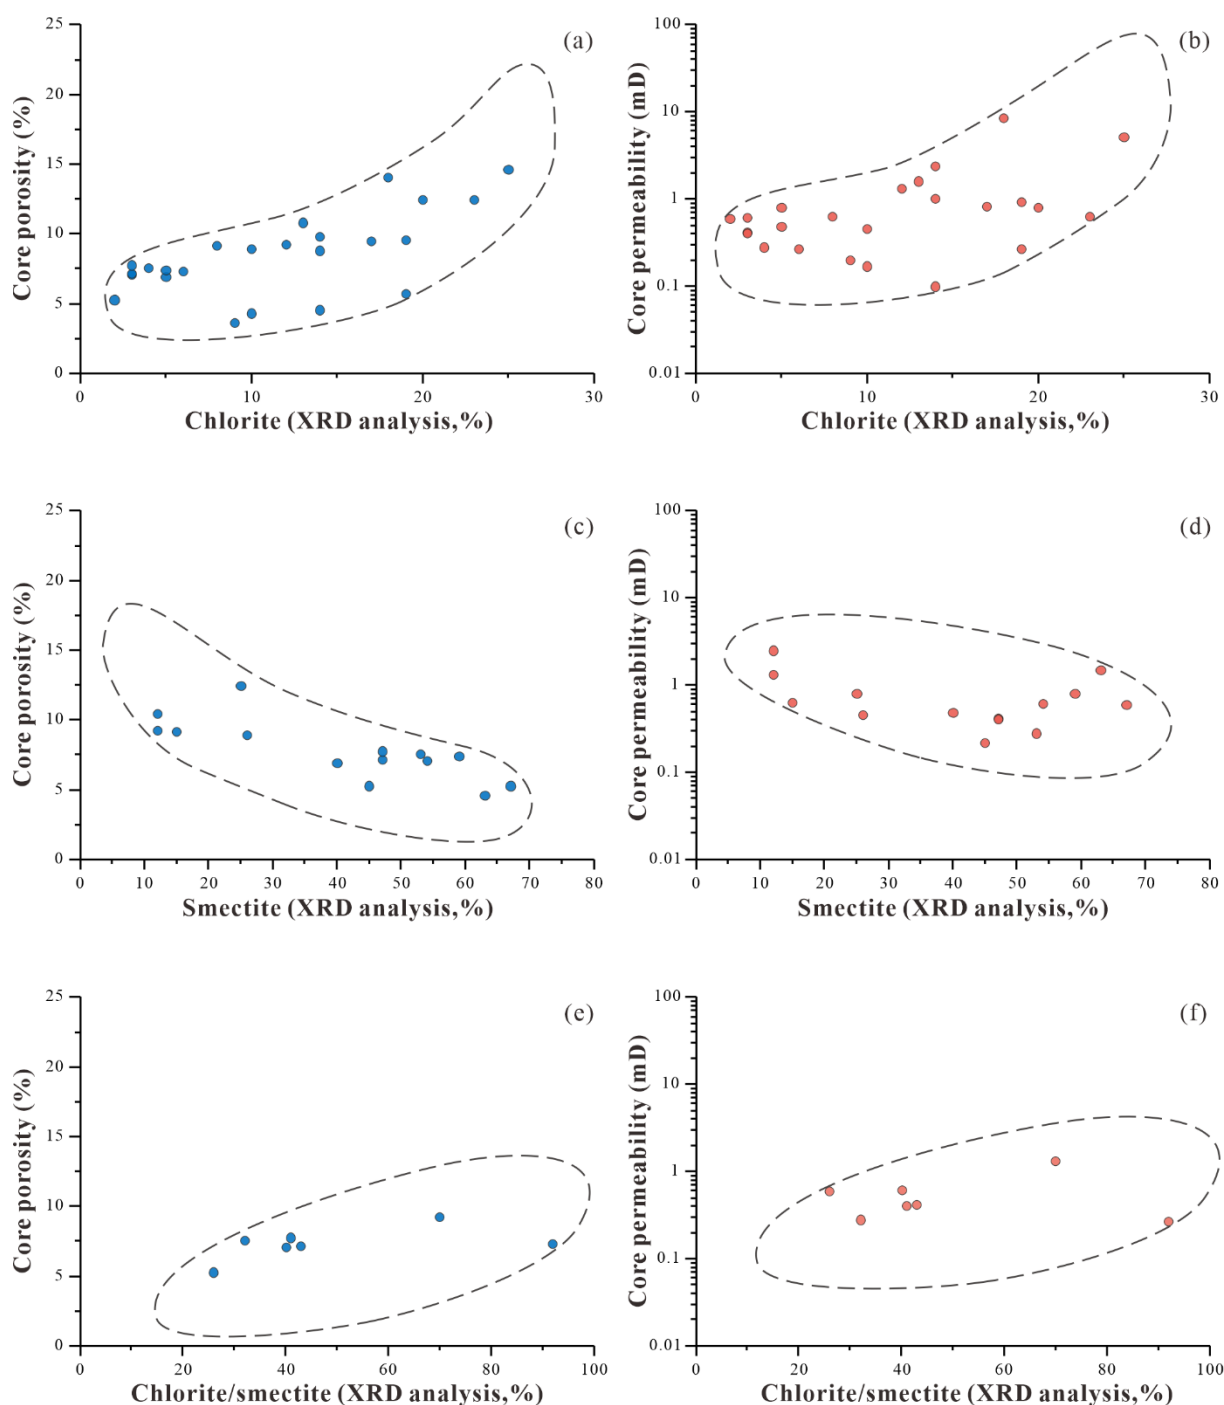 (a)
Core porosity (%)
25
20
15
10
5
0
0 10 20 30
Chlorite (XRD analysis,%)
(b)
Core permeability (mD)
100
10
1
0.1
0.01
0 10 20 30
Chlorite (XRD analysis,%)
(c)
Core porosity (%)
25
20
15
10
5
0
0 10 20 30 40 50 60 70 80
Smectite (XRD analysis,%)
(d)
Core permeability (mD)
100
10
1
0.1
0.01
0 10 20 30 40 50 60 70 80
Smectite (XRD analysis,%)
(e)
Core porosity (%)
25
20
15
10
5
0
0 20 40 60 80 100
Chlorite/smectite (XRD analysis,%)
(f)
Core permeability (mD)
100
10
1
0.1
0.01
0 20 40 60 80 100
Chlorite/smectite (XRD analysis,%)